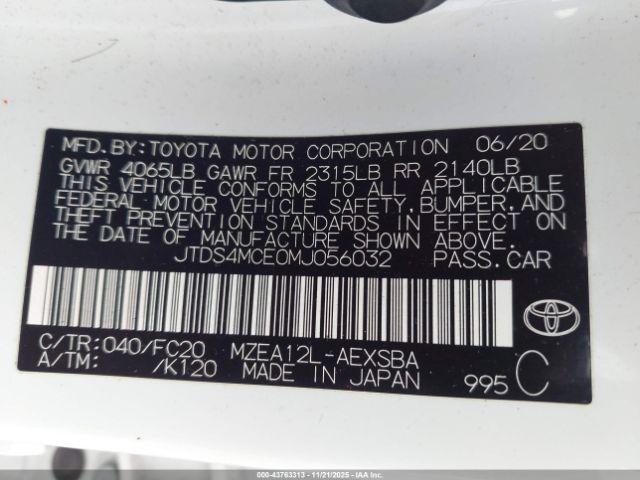 MFD.BY:TOYOTA MOTOR CORPORATION 06/20
GVWR 4065LB GAWR FR 2315LB RR 2140LB
THIS VEHICLE CONFORMS TO ALL APPLICABLE
FEDERAL MOTOR VEHICLE SAFETY,BUMPER,AND
THEFT PREVENTION STANDARDS IN EFFECT ON
THE DATE OF MANUFACTURE SHOWN ABOVE.
JTDS4MCE0MJ056032 PASS.CAR
C/TR:040/FC20 MZEA12L-AEXSBA
A/TM: /K120 MADE IN JAPAN 995 C
000-43763313 - 11/21/2025 - IAAI.COM